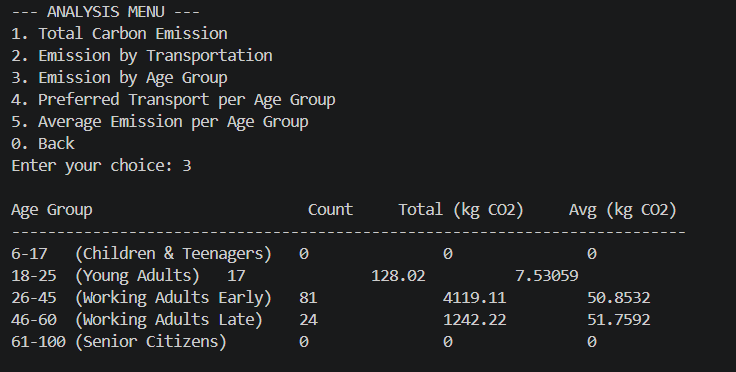 --- ANALYSIS MENU ---
1. Total Carbon Emission
2. Emission by Transportation
3. Emission by Age Group
4. Preferred Transport per Age Group
5. Average Emission per Age Group
0. Back
Enter your choice: 3

Age Group                        Count     Total (kg CO2)     Avg (kg CO2)
---------------------------------------------------------------------------
6-17   (Children & Teenagers)   0               0               0
18-25  (Young Adults)   17              128.02          7.53059
26-45  (Working Adults Early)   81              4119.11         50.8532
46-60  (Working Adults Late)    24              1242.22         51.7592
61-100 (Senior Citizens)        0               0               0